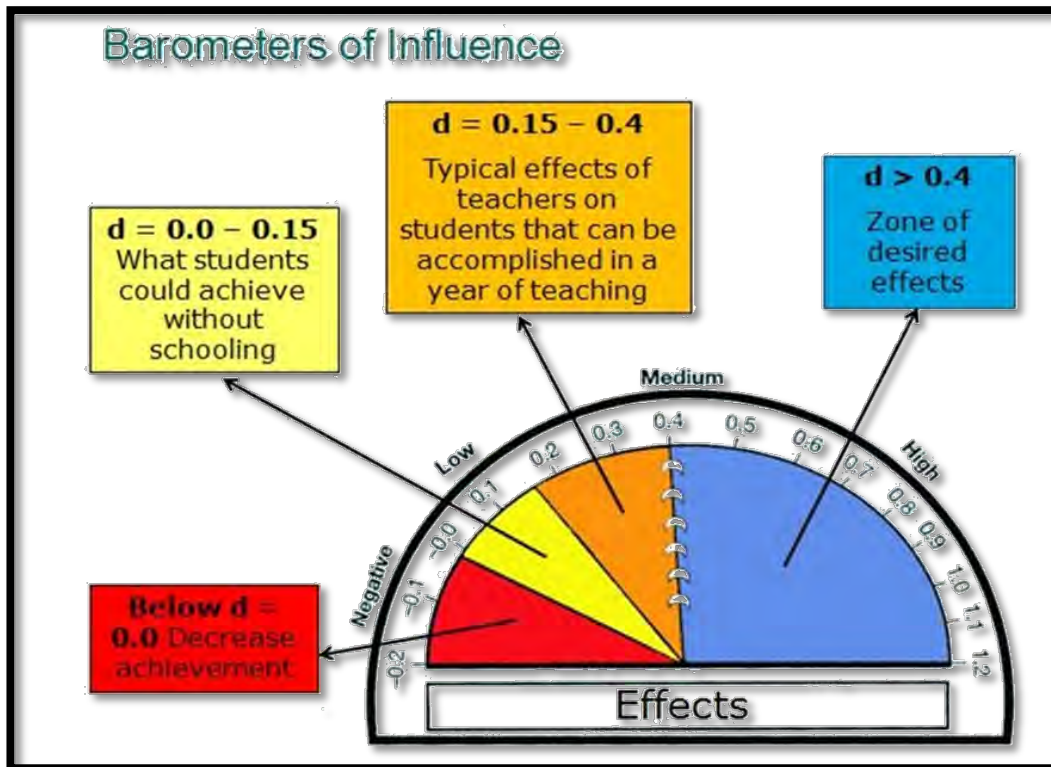 Barometers of Influence
d = 0.15 – 0.4
Typical effects of
teachers on
students that can be
accomplished in a
year of teaching
d > 0.4
Zone of
desired
effects
d = 0.0 – 0.15
What students
could achieve
without
schooling
Below d =
0.0 Decrease
achievement
Negative
Low
Medium
High
-0.2
-0.1
-0.0
0.1
0.2
0.3
0.4
0.5
0.6
0.7
0.8
0.9
1.0
1.1
1.2
Effects